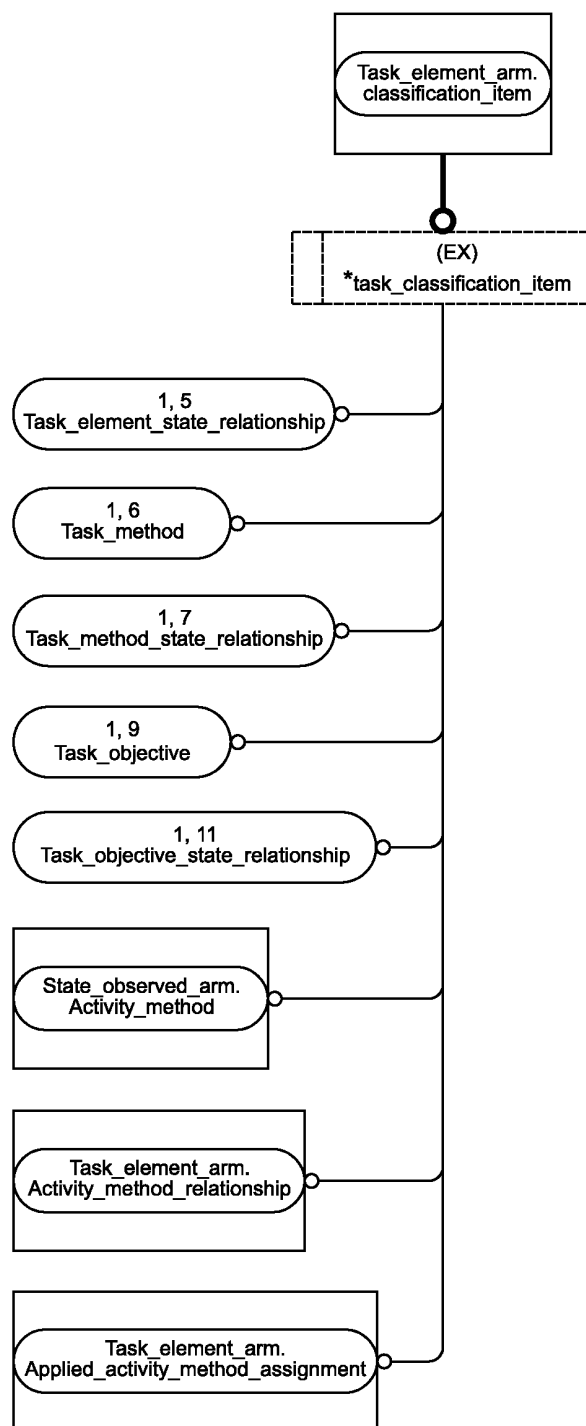 Task_element_arm.
classification_item
(EX)
*task_classification_item
1, 5
Task_element_state_relationship
1, 6
Task_method
1, 7
Task_method_state_relationship
1, 9
Task_objective
1, 11
Task_objective_state_relationship
State_observed_arm.
Activity_method
Task_element_arm.
Activity_method_relationship
Task_element_arm.
Applied_activity_method_assignment